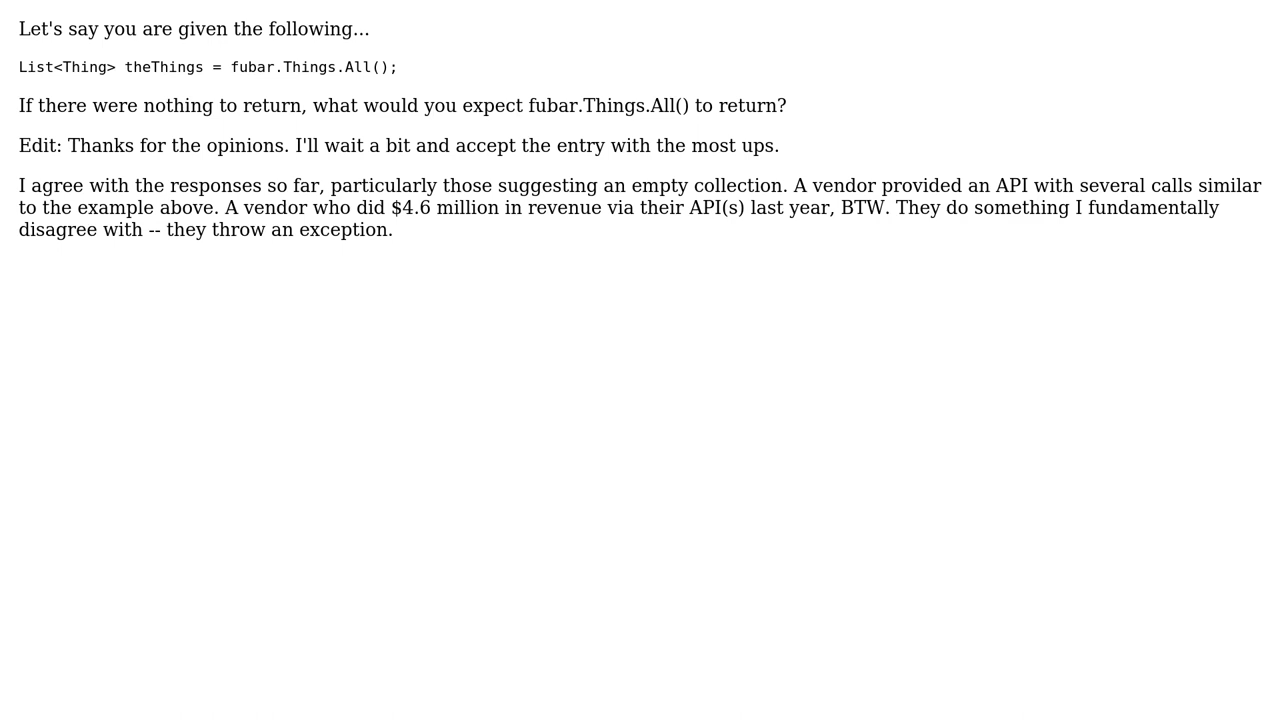 Let's say you are given the following...
List<Thing> theThings = fubar.Things.All();
If there were nothing to return, what would you expect fubar.Things.All() to return?
Edit: Thanks for the opinions. I'll wait a bit and accept the entry with the most ups.
I agree with the responses so far, particularly those suggesting an empty collection. A vendor provided an API with several calls similar
to the example above. A vendor who did $4.6 million in revenue via their API(s) last year, BTW. They do something I fundamentally
disagree with -- they throw an exception.